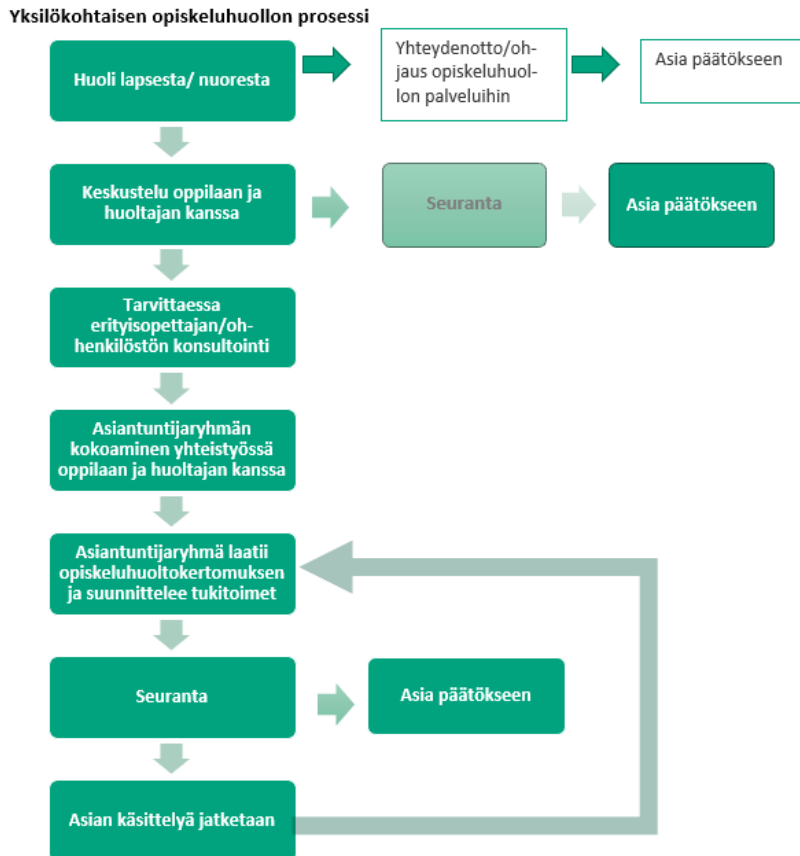 Yksilökohtaisen opiskeluhuollon prosessi
Huoli lapsesta/ nuoresta
Yhteydenotto/oh-
jaus opiskeluhuol-
lon palveluihin
Asia päätökseen
Keskustelu oppilaan ja
huoltajan kanssa
Seuranta
Asia päätökseen
Tarvittaessa
erityisopettajan/oh-
henkilöstön konsultointi
Asiantuntijaryhmän
kokoaminen yhteistyössä
oppilaan ja huoltajan kanssa
Asiantuntijaryhmä laatii
opiskeluhuoltokertomuksen
ja suunnittelee tukitoimet
Seuranta
Asia päätökseen
Asian käsittelyä jatketaan